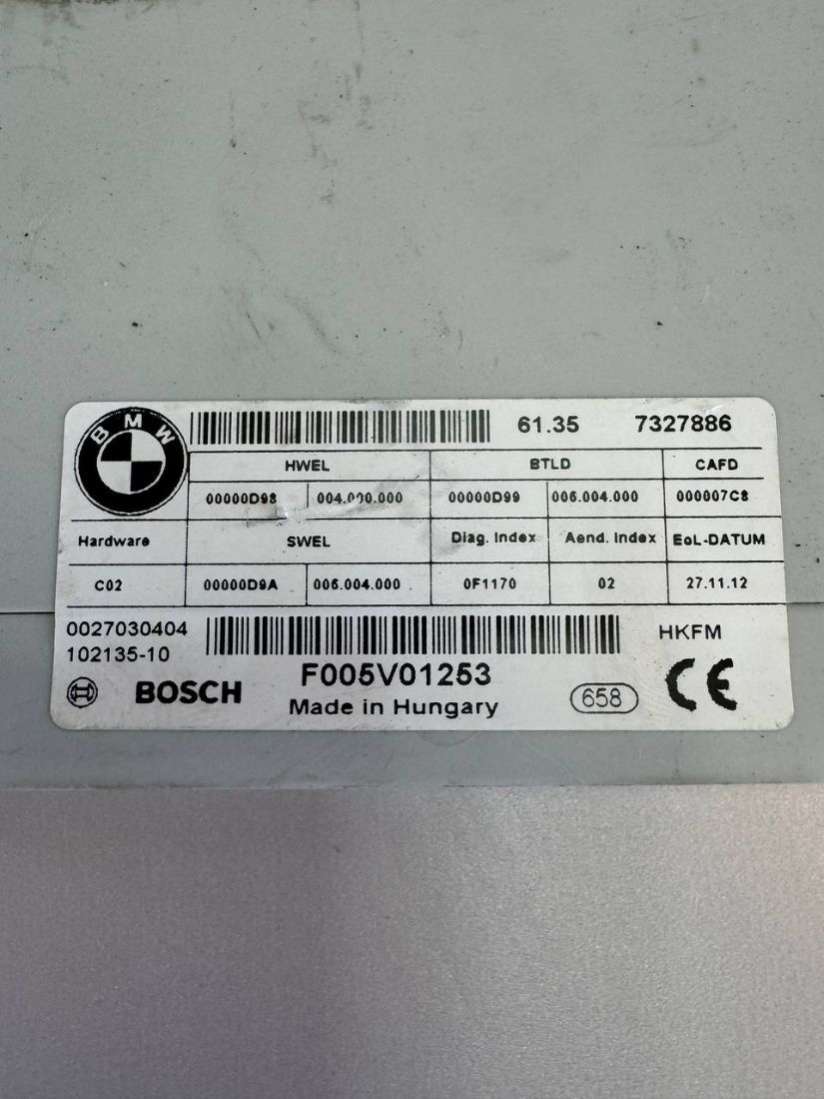 BMW
61.35 7327886
HWEL BTLD CAFD
00000D98 004.000.000 00000D99 006.004.000 000007C8
Hardware SWEL Diag. Index Aend. Index EoL-DATUM
C02 00000D9A 006.004.000 0F1170 02 27.11.12
0027030404 HKFM
102135-10
F005V01253
BOSCH Made in Hungary 658 CE